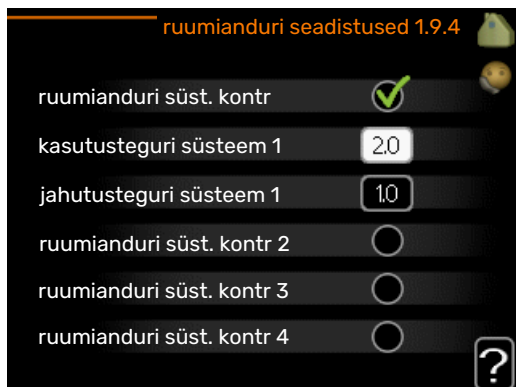 ruumianduri seadistused 1.9.4
ruumianduri süst. kontr
kasutusteguri süsteem 1 2.0
jahutusteguri süsteem 1 1.0
ruumianduri süst. kontr 2
ruumianduri süst. kontr 3
ruumianduri süst. kontr 4
?